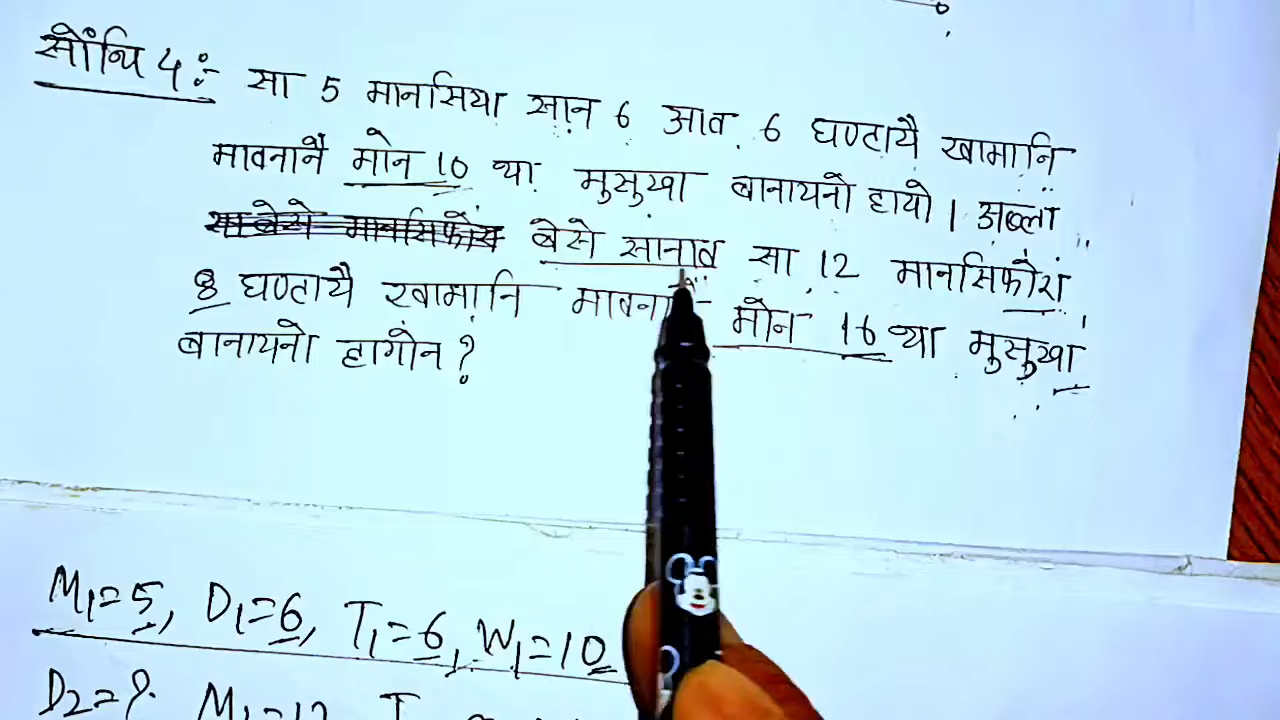 सोंथि 4:- सा 5 मानसिया सान 6 आव 6 घण्टायै खामानि
मावनानै मोन 10 था मुसुखा बानायनो हायो। अब्ला
बेसे सानाव सा 12 मानसिफोरा
8 घण्टायै खामानि मावनानै मोन 16 था मुसुखा
बानायनो हागोन?
M₁=5, D₁=6, T₁=6, W₁=10
D₂=?